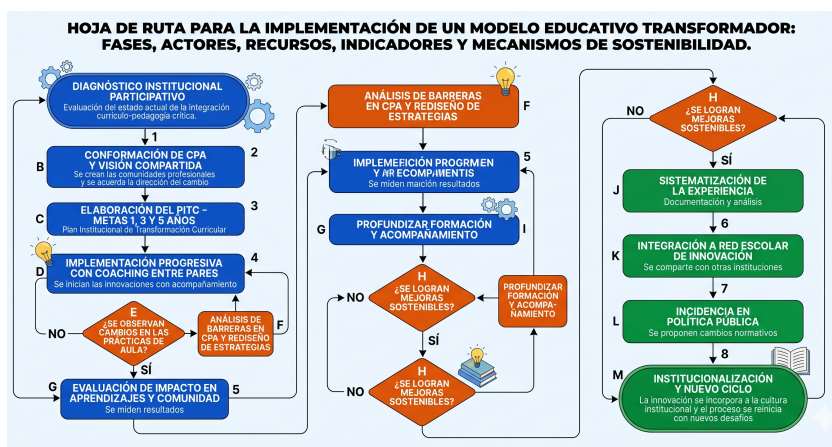 HOJA DE RUTA PARA LA IMPLEMENTACIÓN DE UN MODELO EDUCATIVO TRANSFORMADOR:
FASES, ACTORES, RECURSOS, INDICADORES Y MECANISMOS DE SOSTENIBILIDAD.
DIAGNÓSTICO INSTITUCIONAL
PARTICIPATIVO
Evaluación del estado actual de la integración
currículo-pedagogía crítica.
1
B
CONFORMACIÓN DE CPA
Y VISIÓN COMPARTIDA
Se crean las comunidades profesionales
y se acuerda la dirección del cambio
2
C
ELABORACIÓN DEL PITC –
METAS 1, 3 Y 5 AÑOS
Plan Institucional de Transformación Curricular
3
D
IMPLEMENTACIÓN PROGRESIVA
CON COACHING ENTRE PARES
Se inician las innovaciones con acompañamiento
4
E
¿SE OBSERVAN
CAMBIOS EN LAS
PRÁCTICAS DE
AULA?
NO
SÍ
ANÁLISIS DE
BARRERAS EN
CPA Y REDISEÑO
DE ESTRATEGIAS
F
G
EVALUACIÓN DE IMPACTO EN
APRENDIZAJES Y COMUNIDAD
Se miden resultados
5
ANÁLISIS DE BARRERAS
EN CPA Y REDISEÑO DE
ESTRATEGIAS
F
5
Se miden mación resultados
G
PROFUNDIZAR FORMACIÓN
Y ACOMPAÑAMIENTO
I
H
¿SE LOGRAN
MEJORAS
SOSTENIBLES?
NO
SÍ
PROFUNDIZAR
FORMACIÓN
Y ACOMPA-
ÑAMIENTO
H
¿SE LOGRAN
MEJORAS
SOSTENIBLES?
NO
H
¿SE LOGRAN
MEJORAS
SOSTENIBLES?
NO
SÍ
J
SISTEMATIZACIÓN DE
LA EXPERIENCIA
Documentación y análisis
6
K
INTEGRACIÓN A RED ESCOLAR
DE INNOVACIÓN
Se comparte con otras instituciones
7
L
INCIDENCIA EN
POLÍTICA PÚBLICA
Se proponen cambios normativos
8
M
INSTITUCIONALIZACIÓN
Y NUEVO CICLO
La innovación se incorpora a la cultura
institucional y el proceso se reinicia
con nuevos desafíos